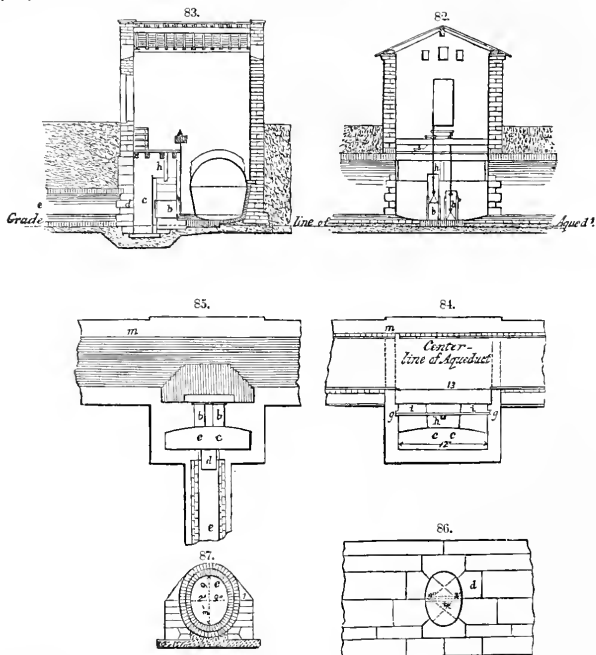 83.
82.
h
c
b
e
d
Grade
line of
Aqued.t
b
85.
84.
m
m
Center-
line of Aqueduct
13
b b
i i
g g
h
e c
c c
12
d
e
87.
86.
e
d